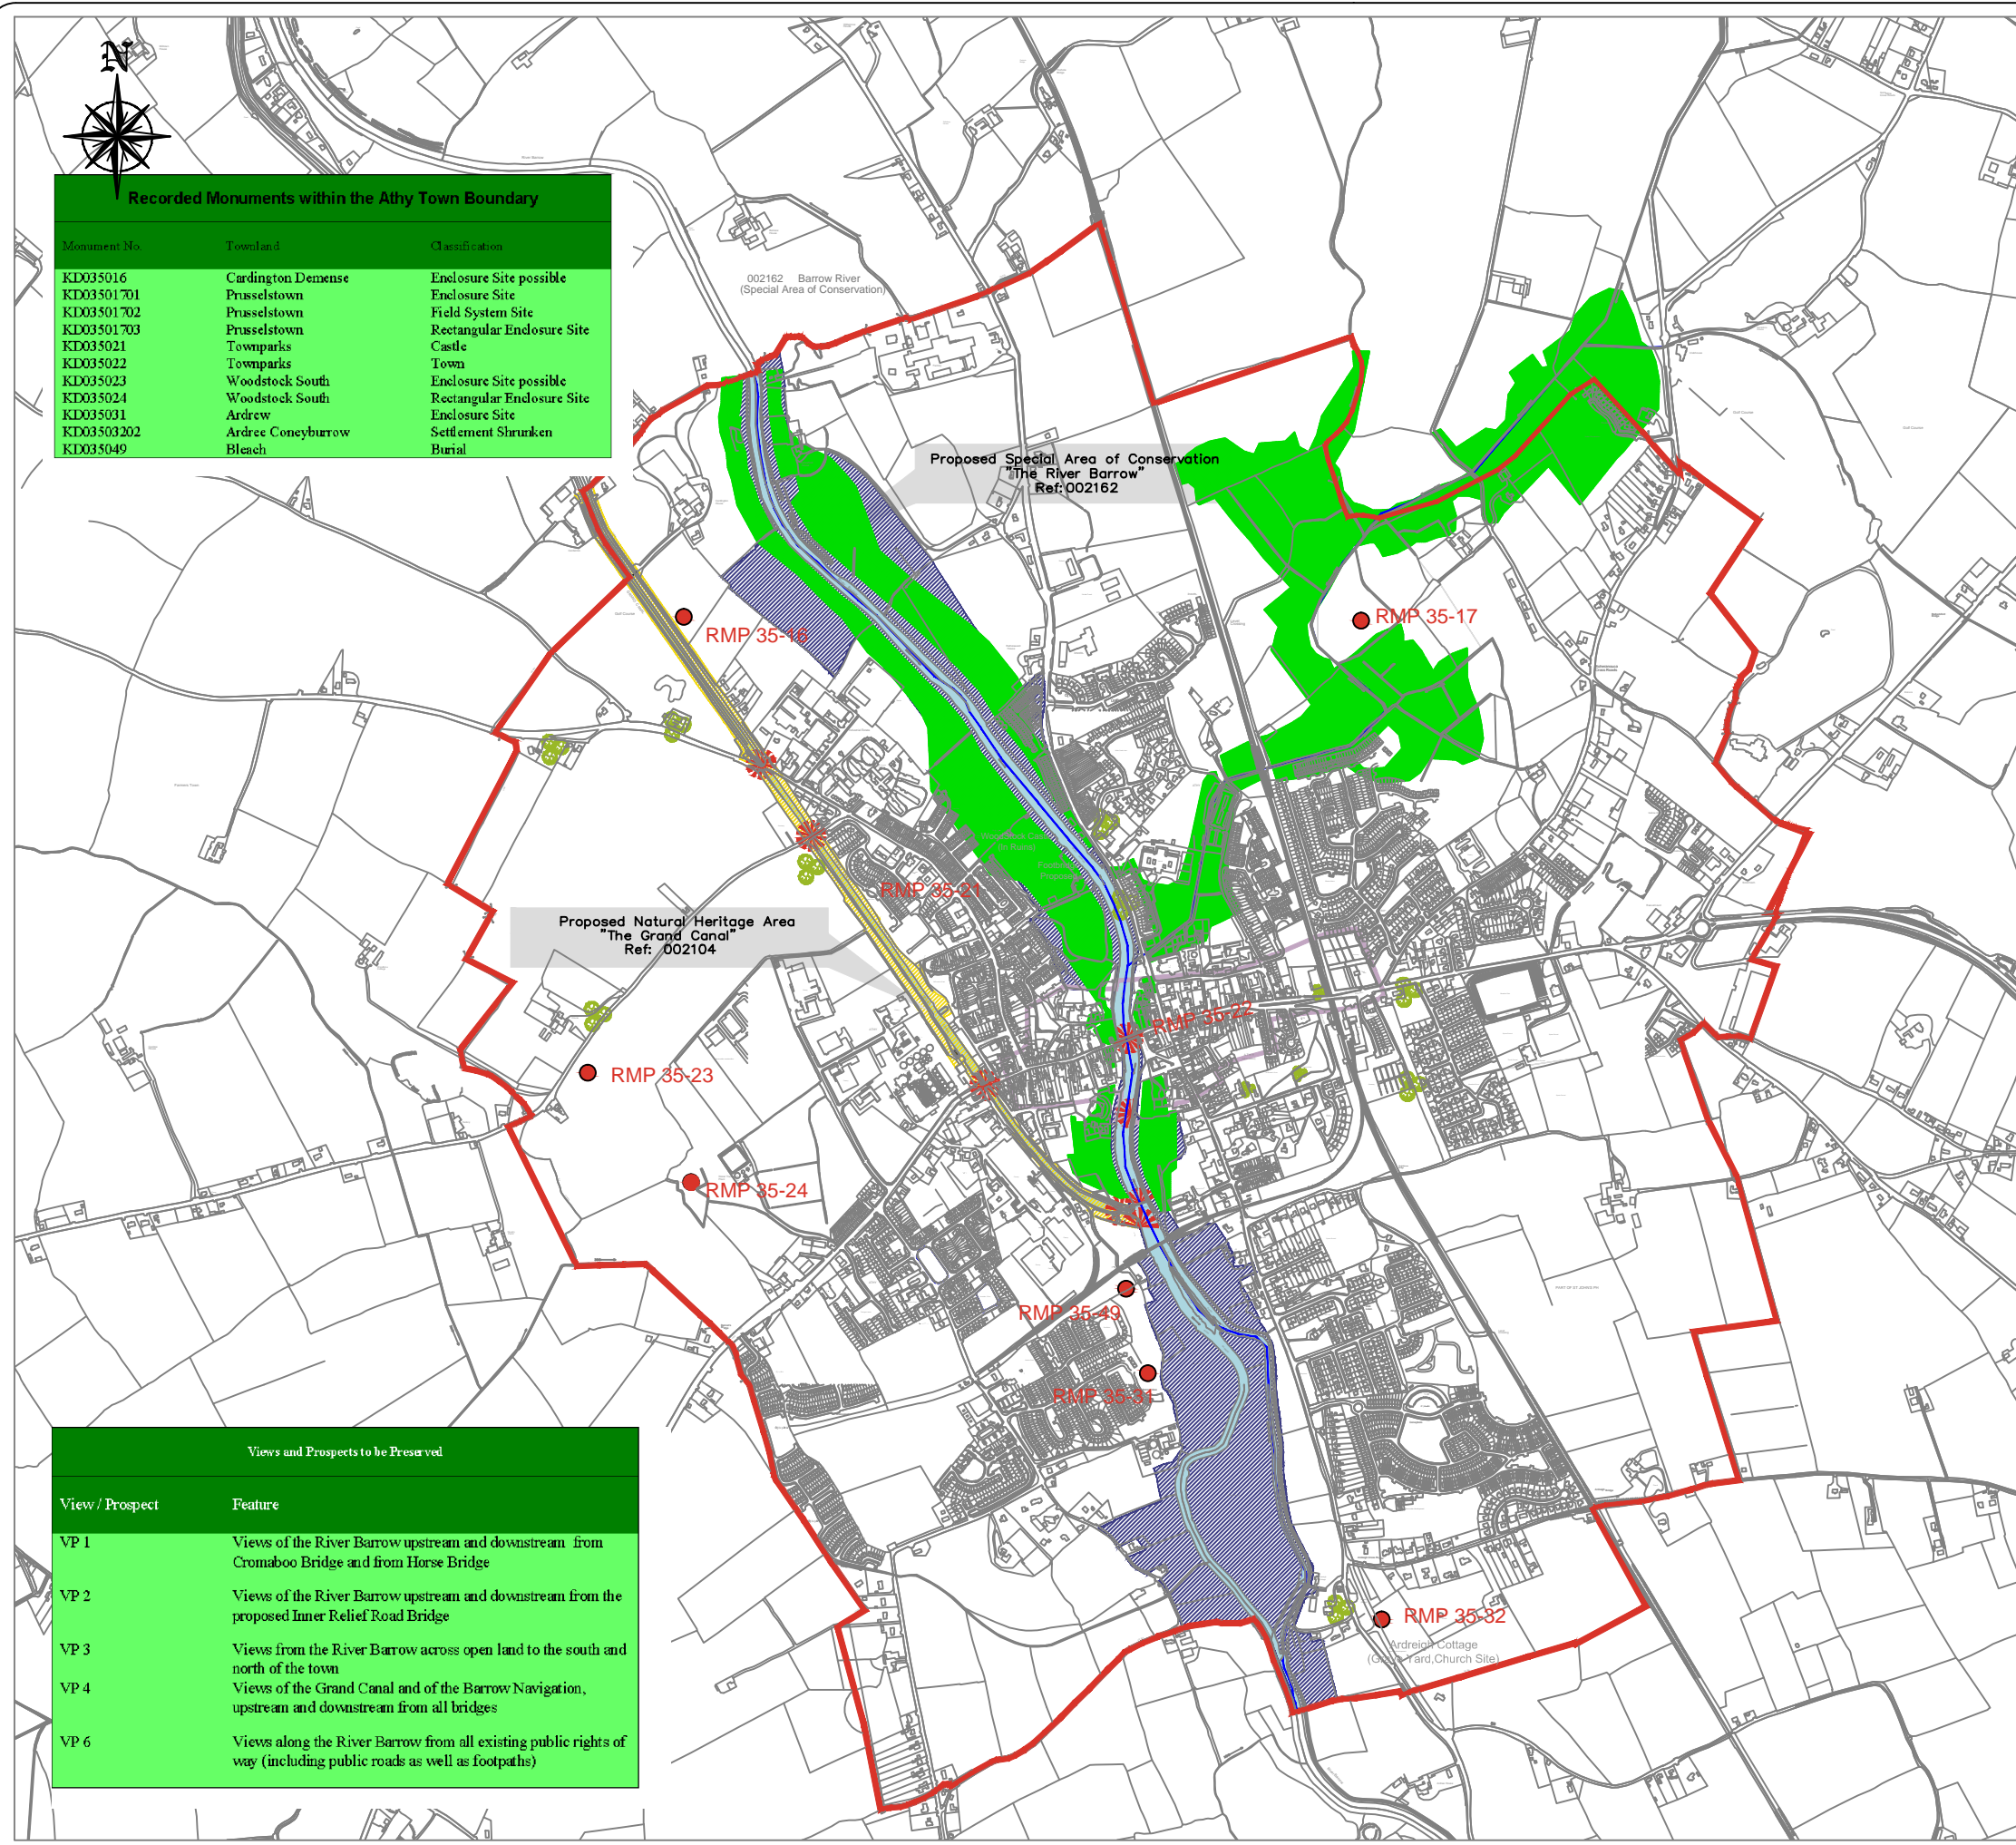 N
Recorded Monuments within the Athy Town Boundary
Monument No. Townland Classification
KD035016 Cardington Demense Enclosure Site possible
KD03501701 Prusselstown Enclosure Site
KD03501702 Prusselstown Field System Site
KD03501703 Prusselstown Rectangular Enclosure Site
KD035021 Townparks Castle
KD035022 Townparks Town
KD035023 Woodstock South Enclosure Site possible
KD035024 Woodstock South Rectangular Enclosure Site
KD035031 Ardrew Enclosure Site
KD03503202 Ardree Coneyburrow Settlement Shrunken
KD035049 Bleach Burial
002162 Barrow River
(Special Area of Conservation)
Proposed Special Area of Conservation
"The River Barrow"
Ref: 002162
RMP 35-16
RMP 35-17
Woodstock Castle
(in Ruins)
RMP 35-21
Proposed Natural Heritage Area
"The Grand Canal"
Ref: 002104
RMP 35-22
RMP 35-23
RMP 35-24
RMP 35-49
RMP 35-31
RMP 35-32
Ardreigh Cottage
(Grave Yard,Church Site)
Views and Prospects to be Preserved
View / Prospect Feature
VP 1 Views of the River Barrow upstream and downstream from
Cromaboo Bridge and from Horse Bridge
VP 2 Views of the River Barrow upstream and downstream from the
proposed Inner Relief Road Bridge
VP 3 Views from the River Barrow across open land to the south and
north of the town
VP 4 Views of the Grand Canal and of the Barrow Navigation,
upstream and downstream from all bridges
VP 6 Views along the River Barrow from all existing public rights of
way (including public roads as well as footpaths)